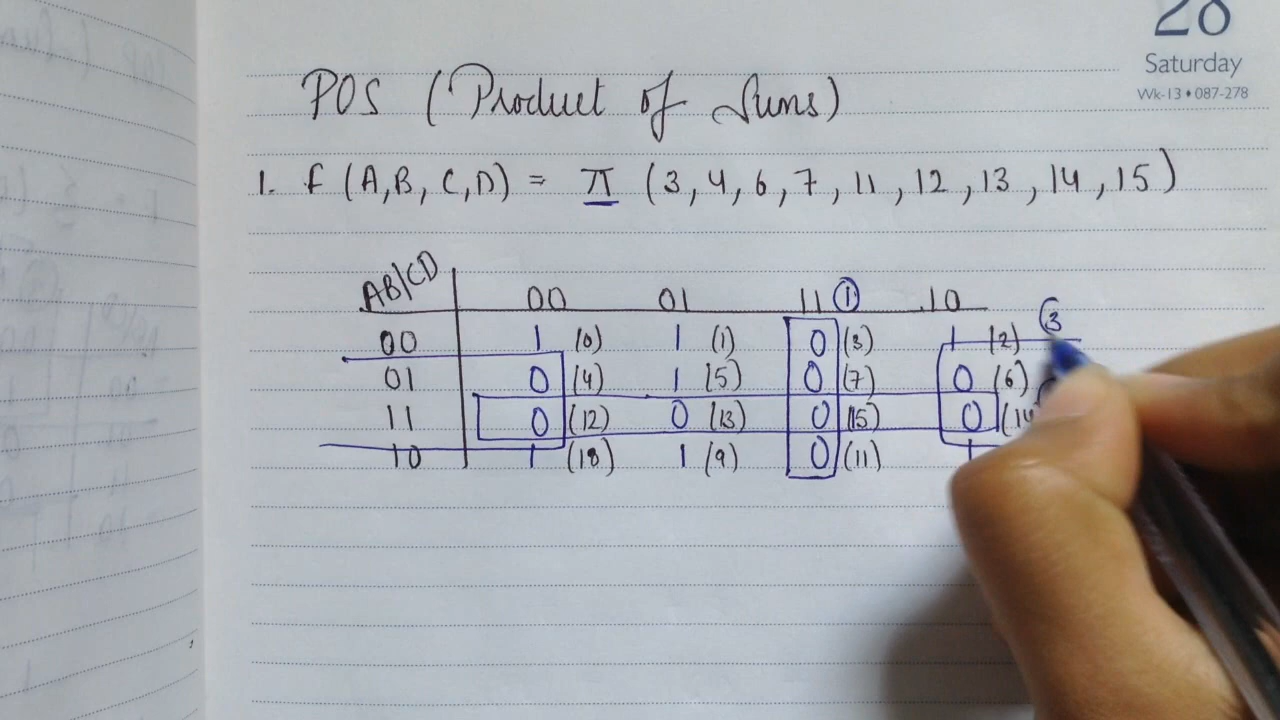 28
Saturday
Wk-13 • 087-278
POS (Product of Sums)
1. f (A,B,C,D) = π (3,4,6,7,11,12,13,14,15)
AB|CD 00 01 11 ① 10
00 1 (0) 1 (1) 0 (3) 1 (2) 3
01 0 (4) 1 (5) 0 (7) 0 (6)
11 0 (12) 0 (13) 0 (15) 0 (14
10 1 (18) 1 (9) 0 (11) 1